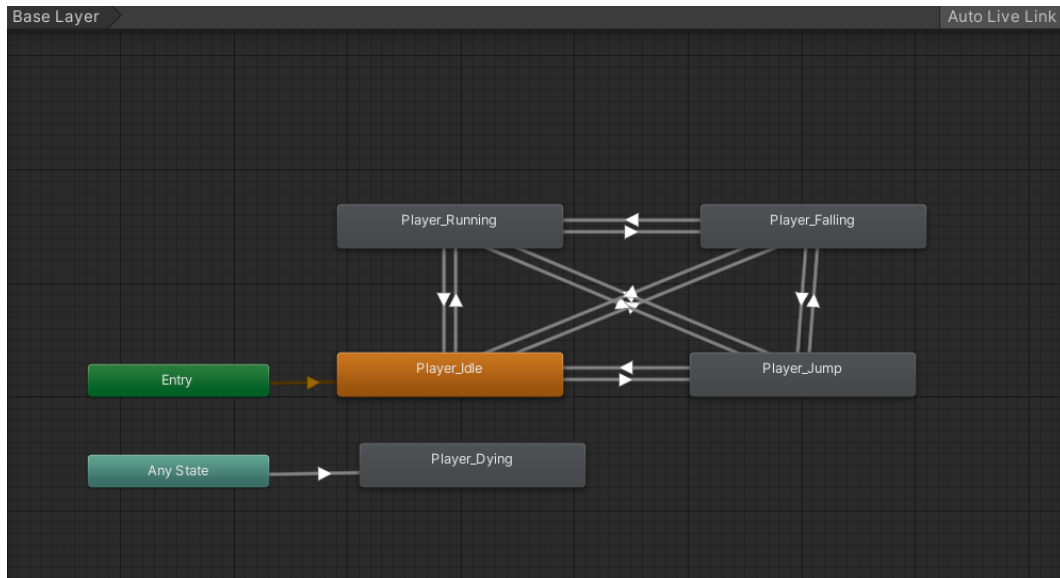 Base Layer
Auto Live Link
Player_Running
Player_Falling
Player_Idle
Player_Jump
Entry
Player_Dying
Any State